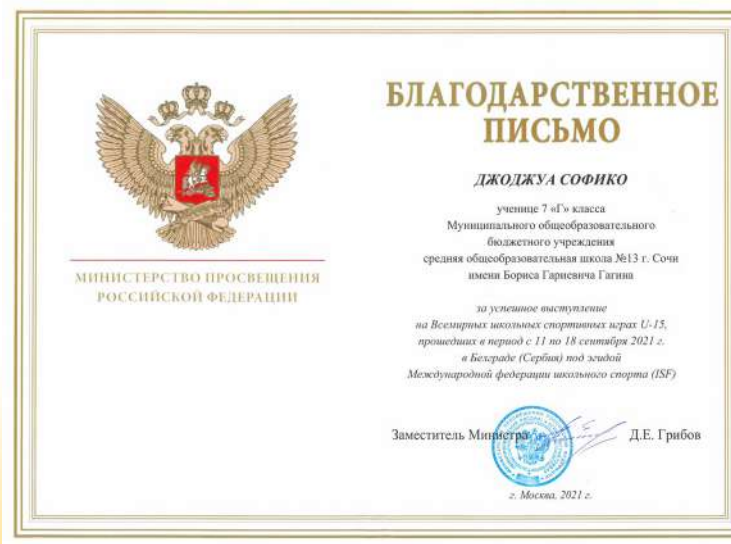 МИНИСТЕРСТВО ПРОСВЕЩЕНИЯ
РОССИЙСКОЙ ФЕДЕРАЦИИ
БЛАГОДАРСТВЕННОЕ
ПИСЬМО
ДЖОДЖУА СОФИКО
ученице 7 «Г» класса
Муниципального общеобразовательного
бюджетного учреждения
средняя общеобразовательная школа №13 г. Сочи
имени Бориса Гариевича Гагина
за успешное выступление
на Всемирных школьных спортивных играх U-15,
прошедших в период с 11 по 18 сентября 2021 г.
в Белграде (Сербия) под эгидой
Международной федерации школьного спорта (ISF)
Заместитель Министра Д.Е. Грибов
г. Москва, 2021 г.